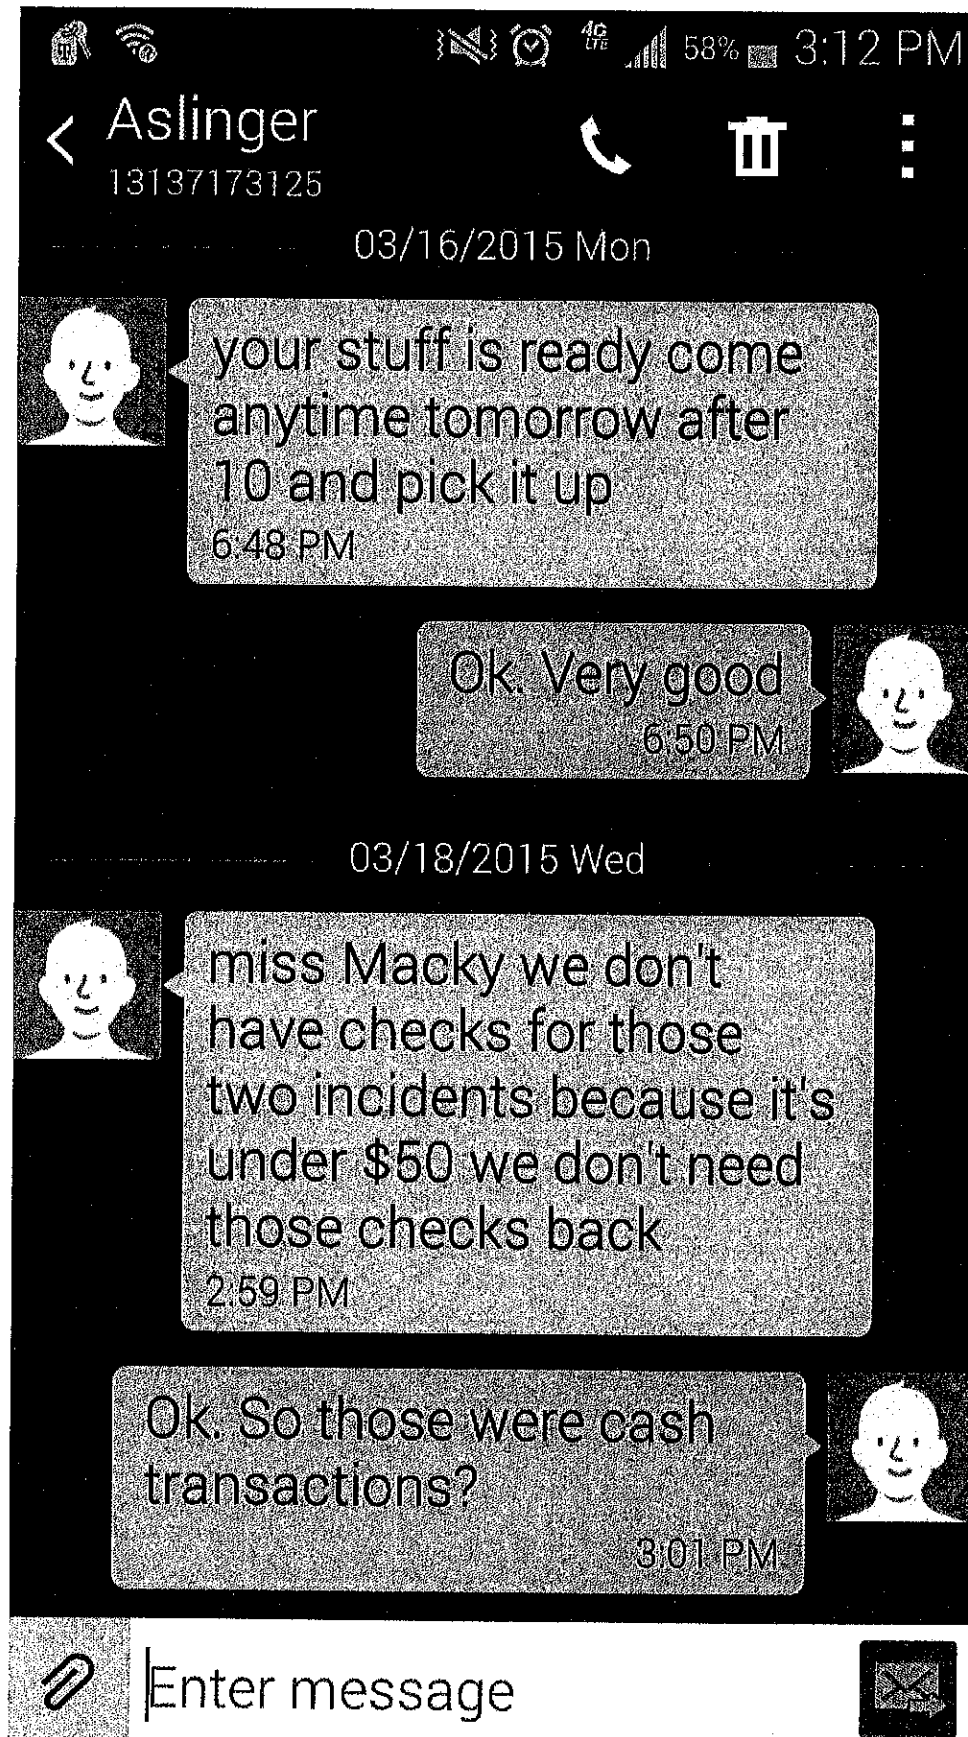 4G LTE 58% 3:12 PM
Aslinger
13137173125
03/16/2015 Mon
your stuff is ready come
anytime tomorrow after
10 and pick it up
6:48 PM
Ok. Very good
6:50 PM
03/18/2015 Wed
miss Macky we don't
have checks for those
two incidents because it's
under $50 we don't need
those checks back
2:59 PM
Ok. So those were cash
transactions?
3:01 PM
Enter message